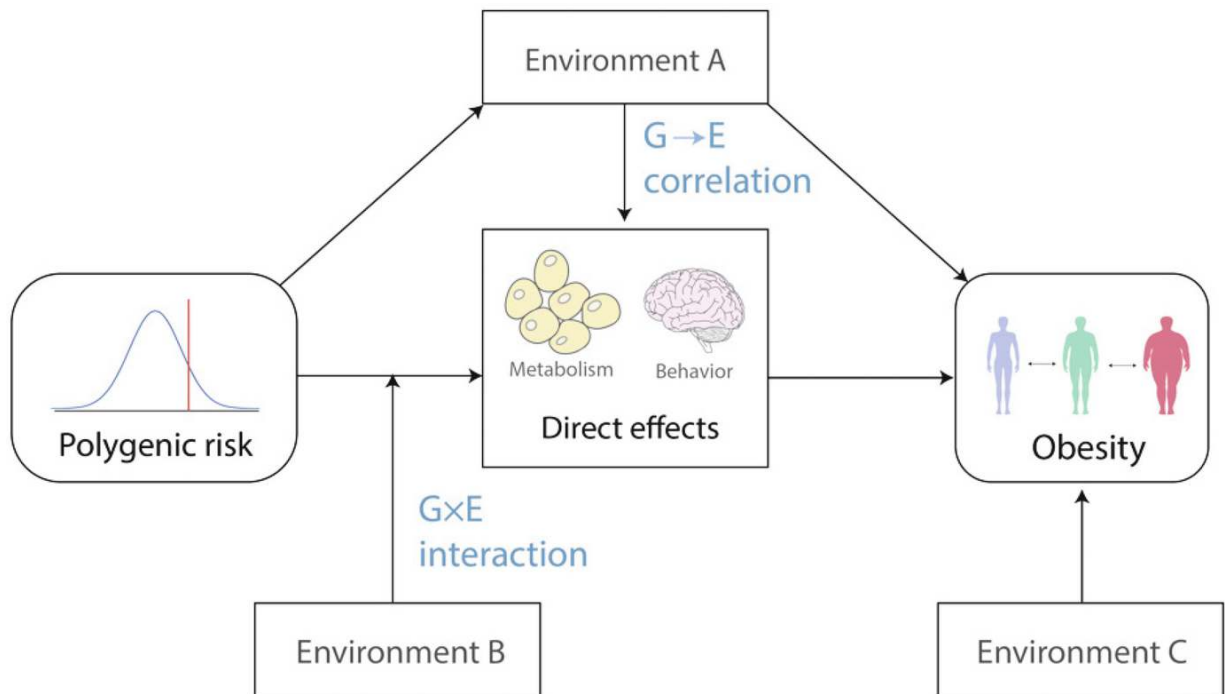 Environment A
G→E
correlation
Metabolism
Behavior
Direct effects
Polygenic risk
Obesity
G×E
interaction
Environment B
Environment C